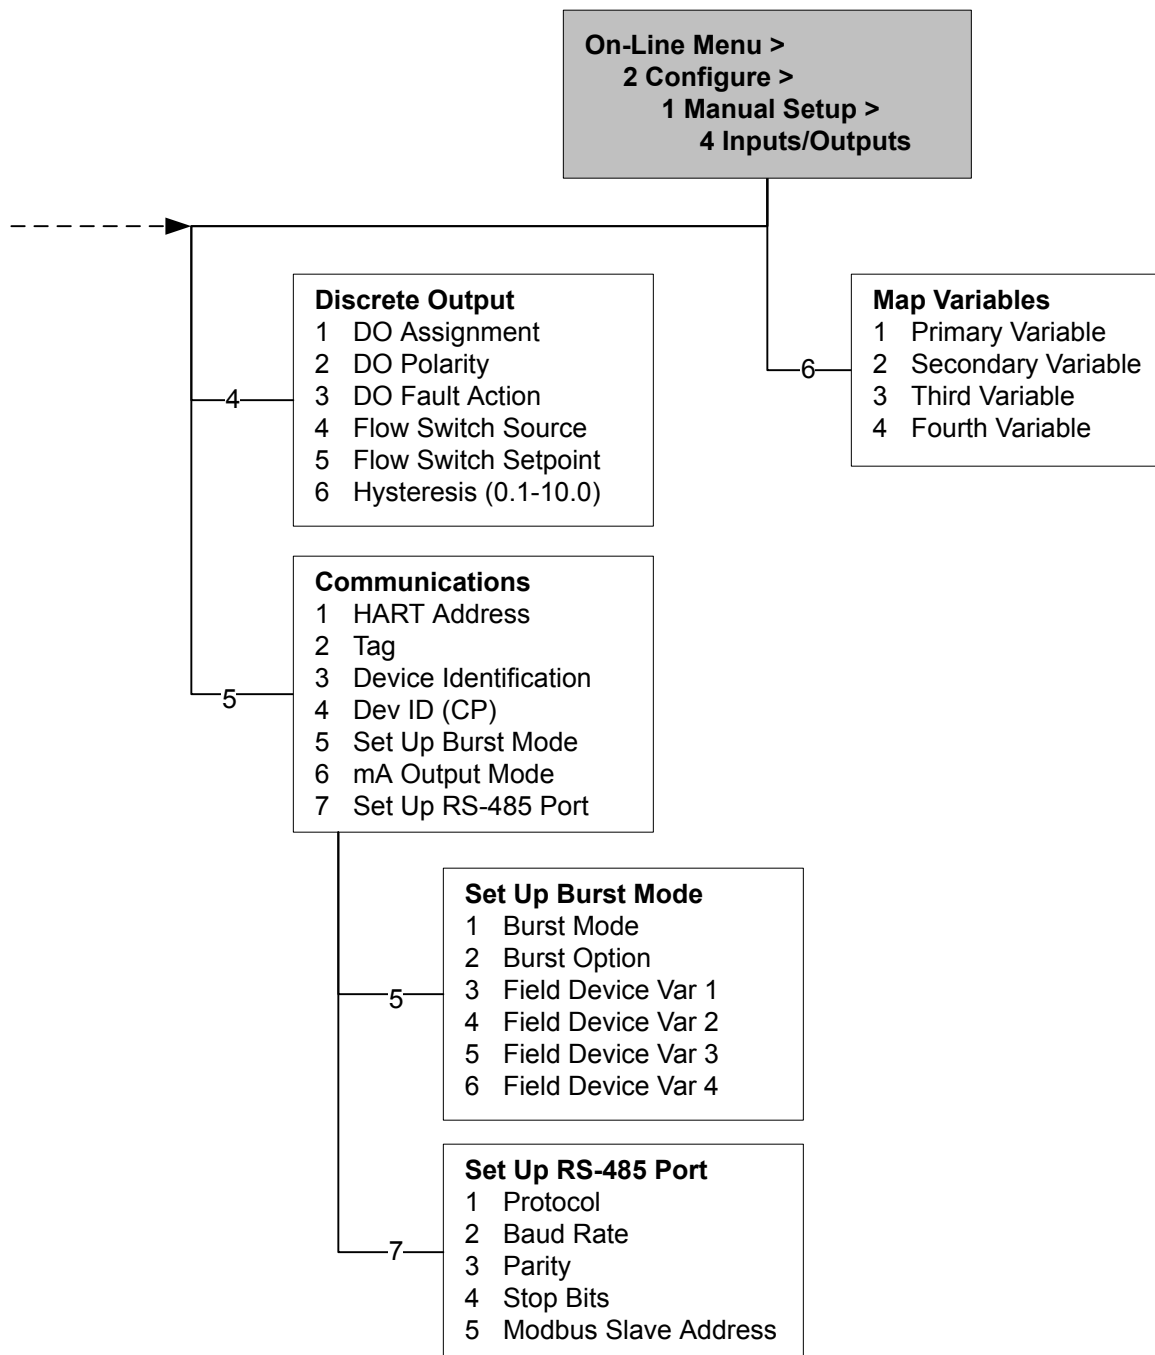 On-Line Menu >
2 Configure >
1 Manual Setup >
4 Inputs/Outputs
Discrete Output
1 DO Assignment
2 DO Polarity
3 DO Fault Action
4 Flow Switch Source
5 Flow Switch Setpoint
6 Hysteresis (0.1-10.0)
4
Map Variables
1 Primary Variable
2 Secondary Variable
3 Third Variable
4 Fourth Variable
6
Communications
1 HART Address
2 Tag
3 Device Identification
4 Dev ID (CP)
5 Set Up Burst Mode
6 mA Output Mode
7 Set Up RS-485 Port
5
Set Up Burst Mode
1 Burst Mode
2 Burst Option
3 Field Device Var 1
4 Field Device Var 2
5 Field Device Var 3
6 Field Device Var 4
5
Set Up RS-485 Port
1 Protocol
2 Baud Rate
3 Parity
4 Stop Bits
5 Modbus Slave Address
7